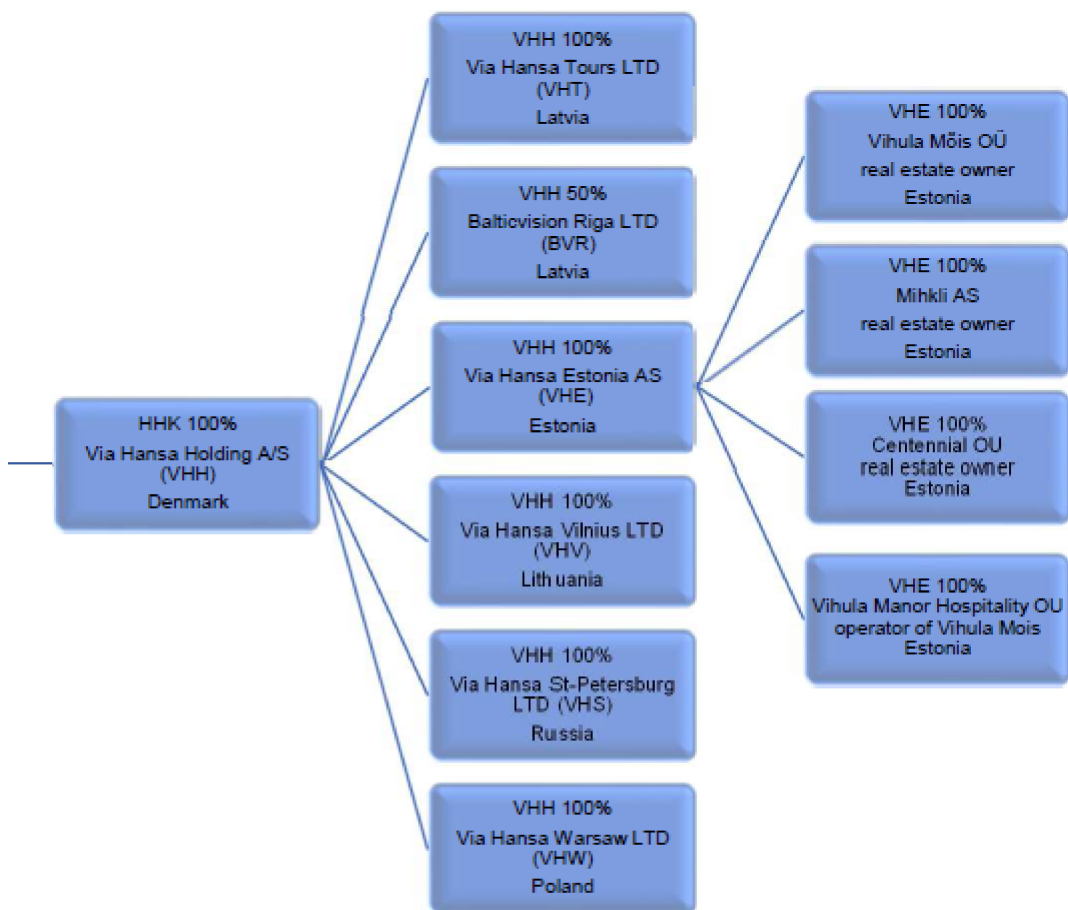 HHK 100%
Via Hansa Holding A/S
(VHH)
Denmark
VHH 100%
Via Hansa Tours LTD
(VHT)
Latvia
VHH 50%
Balticvision Riga LTD
(BVR)
Latvia
VHH 100%
Via Hansa Estonia AS
(VHE)
Estonia
VHH 100%
Via Hansa Vilnius LTD
(VHV)
Lithuania
VHH 100%
Via Hansa St-Petersburg
LTD (VHS)
Russia
VHH 100%
Via Hansa Warsaw LTD
(VHW)
Poland
VHE 100%
Vihula Mõis OÜ
real estate owner
Estonia
VHE 100%
Mihkli AS
real estate owner
Estonia
VHE 100%
Centennial OU
real estate owner
Estonia
VHE 100%
Vihula Manor Hospitality OU
operator of Vihula Mois
Estonia